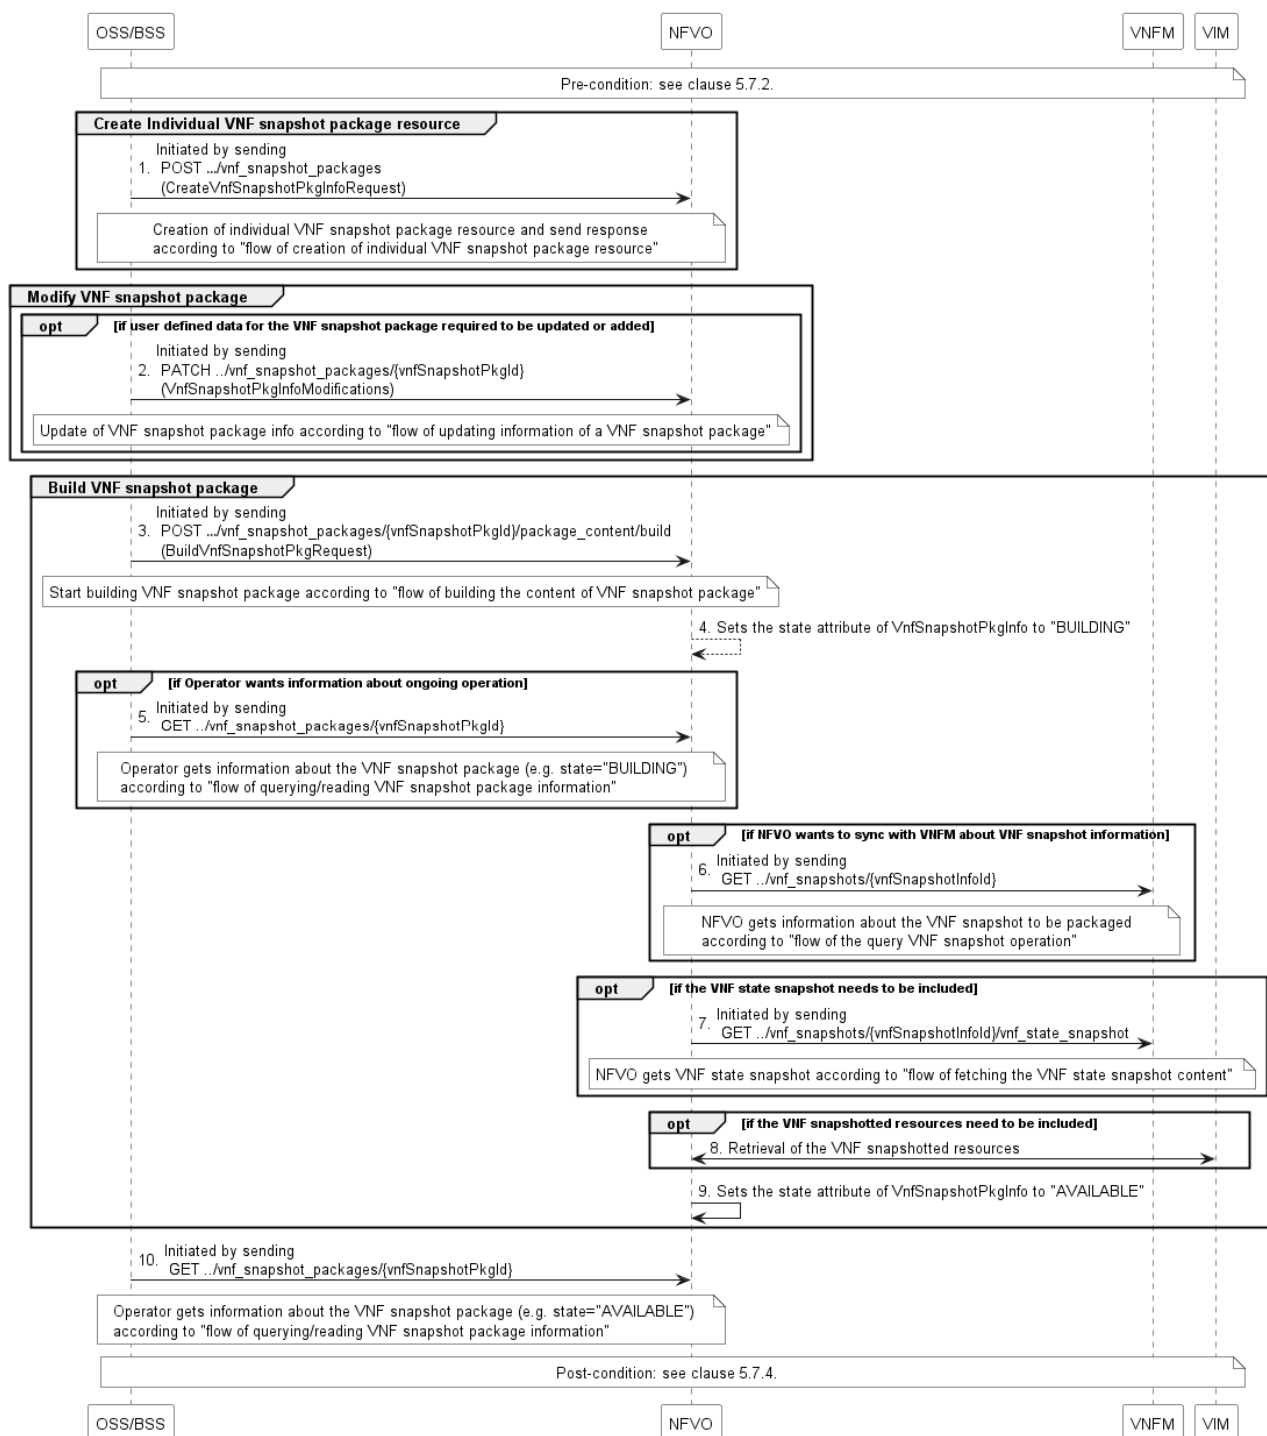 OSS/BSS NFVO VNFM VIM
Pre-condition: see clause 5.7.2.
Create Individual VNF snapshot package resource
Initiated by sending
1. POST .../vnf_snapshot_packages
(CreateVnfSnapshotPkgInfoRequest)
Creation of individual VNF snapshot package resource and send response
according to "flow of creation of individual VNF snapshot package resource"
Modify VNF snapshot package
opt [if user defined data for the VNF snapshot package required to be updated or added]
Initiated by sending
2. PATCH ../vnf_snapshot_packages/{vnfSnapshotPkgId}
(VnfSnapshotPkgInfoModifications)
Update of VNF snapshot package info according to "flow of updating information of a VNF snapshot package"
Build VNF snapshot package
Initiated by sending
3. POST .../vnf_snapshot_packages/{vnfSnapshotPkgId}/package_content/build
(BuildVnfSnapshotPkgRequest)
Start building VNF snapshot package according to "flow of building the content of VNF snapshot package"
4. Sets the state attribute of VnfSnapshotPkgInfo to "BUILDING"
opt [if Operator wants information about ongoing operation]
Initiated by sending
5. GET ../vnf_snapshot_packages/{vnfSnapshotPkgId}
Operator gets information about the VNF snapshot package (e.g. state="BUILDING")
according to "flow of querying/reading VNF snapshot package information"
opt [if NFVO wants to sync with VNFM about VNF snapshot information]
Initiated by sending
6. GET ../vnf_snapshots/{vnfSnapshotInfoId}
NFVO gets information about the VNF snapshot to be packaged
according to "flow of the query VNF snapshot operation"
opt [if the VNF state snapshot needs to be included]
Initiated by sending
7. GET ../vnf_snapshots/{vnfSnapshotInfoId}/vnf_state_snapshot
NFVO gets VNF state snapshot according to "flow of fetching the VNF state snapshot content"
opt [if the VNF snapshotted resources need to be included]
8. Retrieval of the VNF snapshotted resources
9. Sets the state attribute of VnfSnapshotPkgInfo to "AVAILABLE"
Initiated by sending
10. GET ../vnf_snapshot_packages/{vnfSnapshotPkgId}
Operator gets information about the VNF snapshot package (e.g. state="AVAILABLE")
according to "flow of querying/reading VNF snapshot package information"
Post-condition: see clause 5.7.4.
OSS/BSS NFVO VNFM VIM